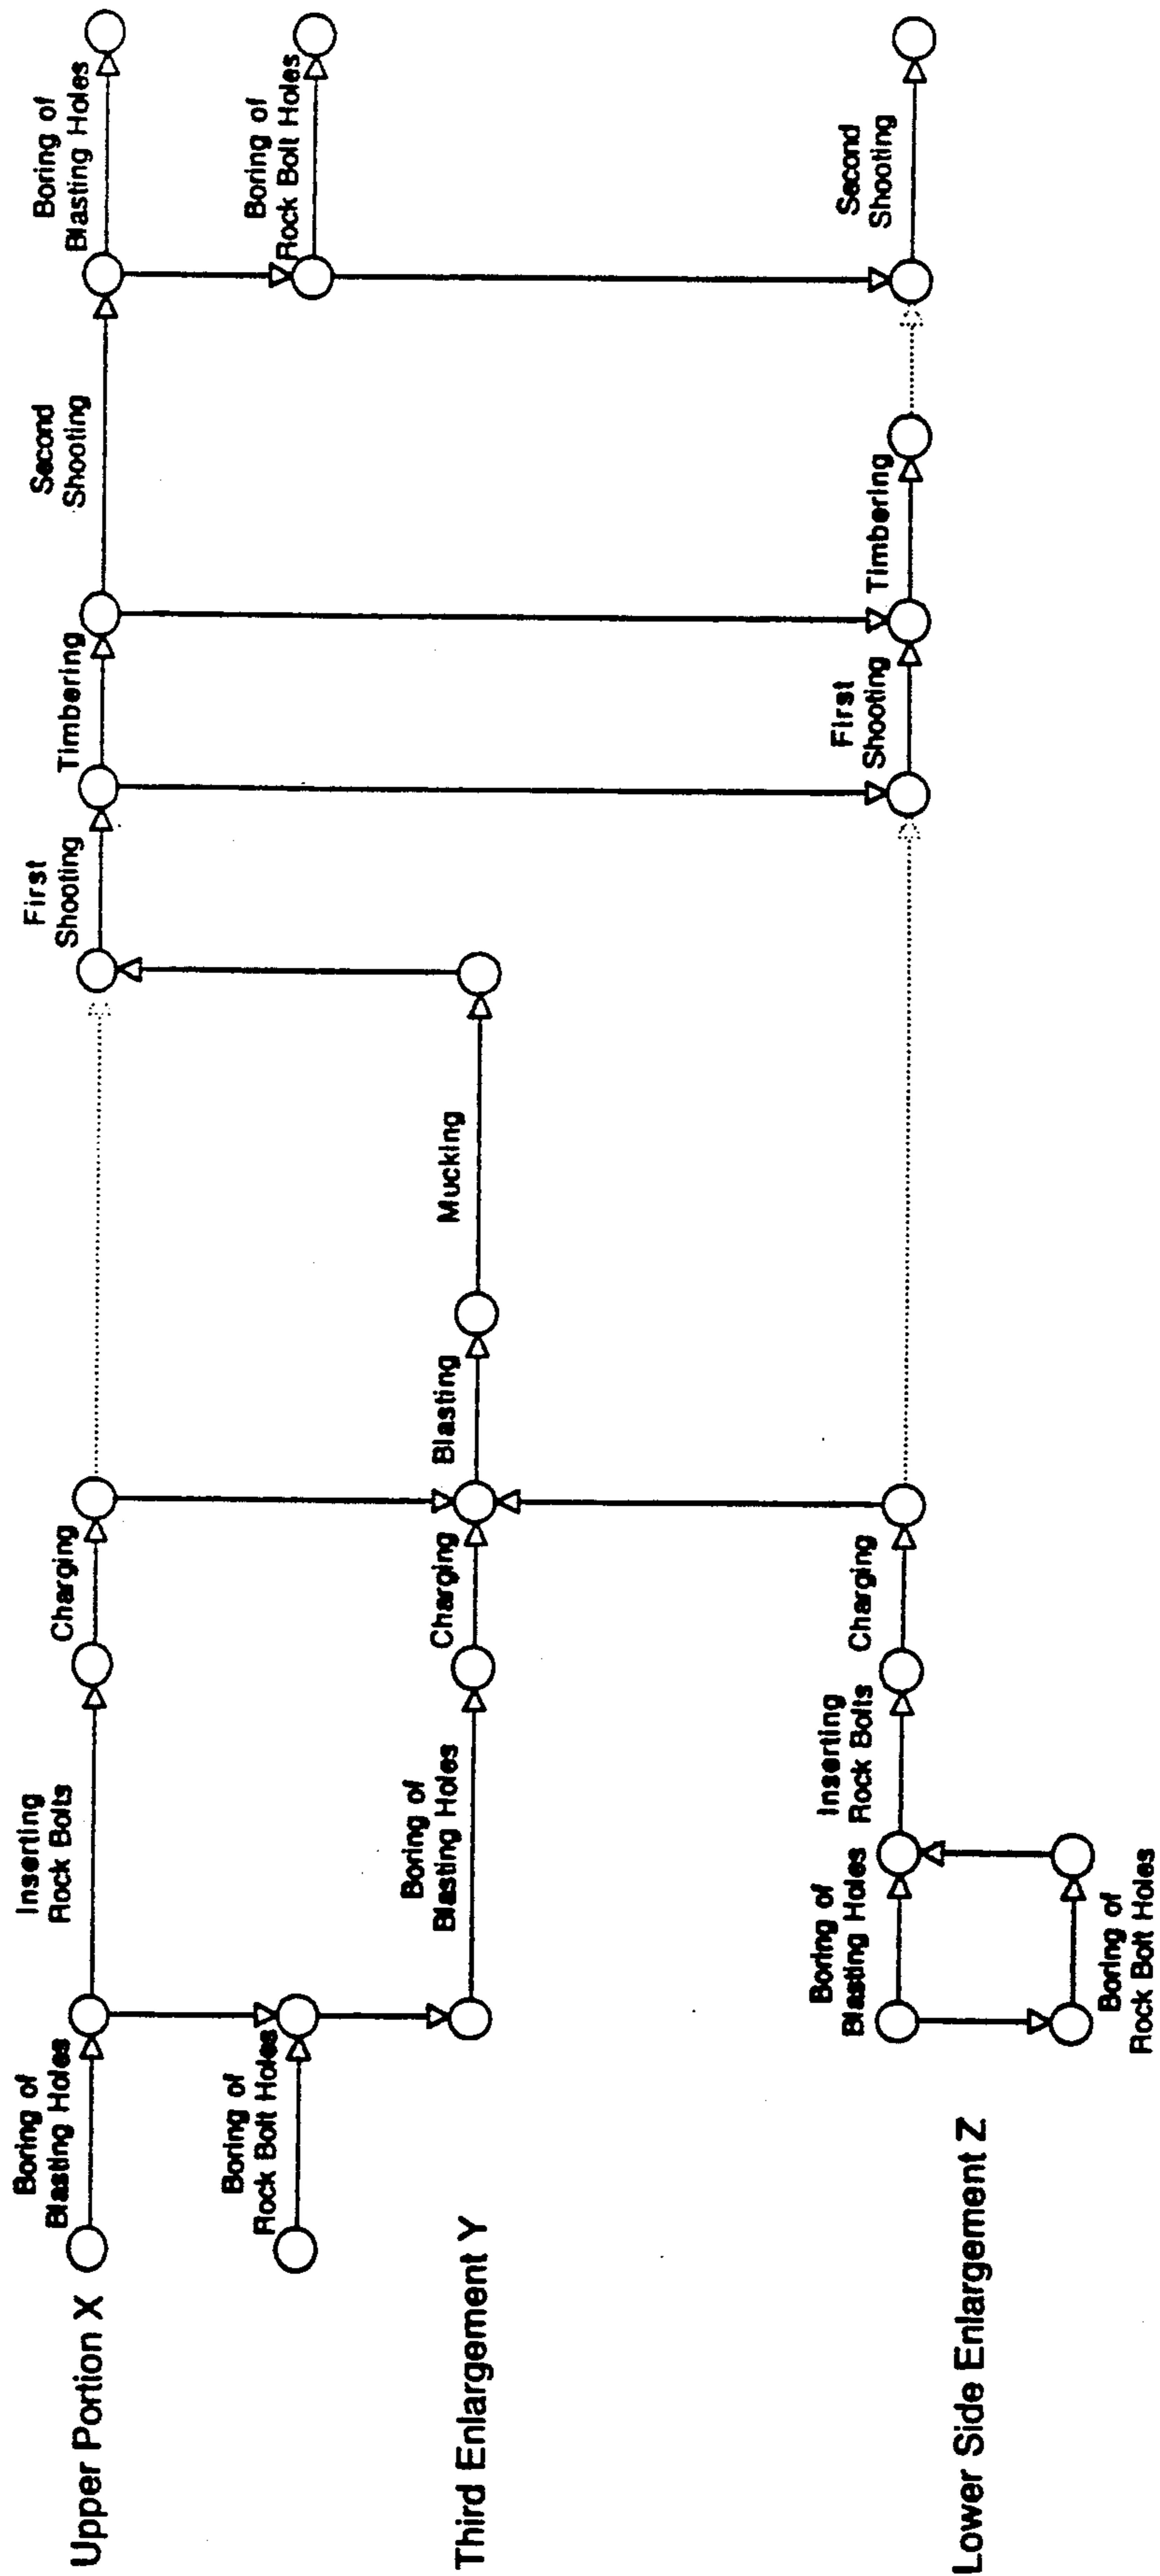 Upper Portion X
Boring of
Blasting Holes
Inserting
Rock Bolts
Charging
First
Shooting
Timbering
Second
Shooting
Boring of
Blasting Holes
Boring of
Rock Bolt Holes
Boring of
Rock Bolt Holes
Third Enlargement Y
Boring of
Blasting Holes
Charging
Blasting
Mucking
Lower Side Enlargement Z
Boring of
Blasting Holes
Inserting
Rock Bolts
Charging
First
Shooting
Timbering
Second
Shooting
Boring of
Rock Bolt Holes